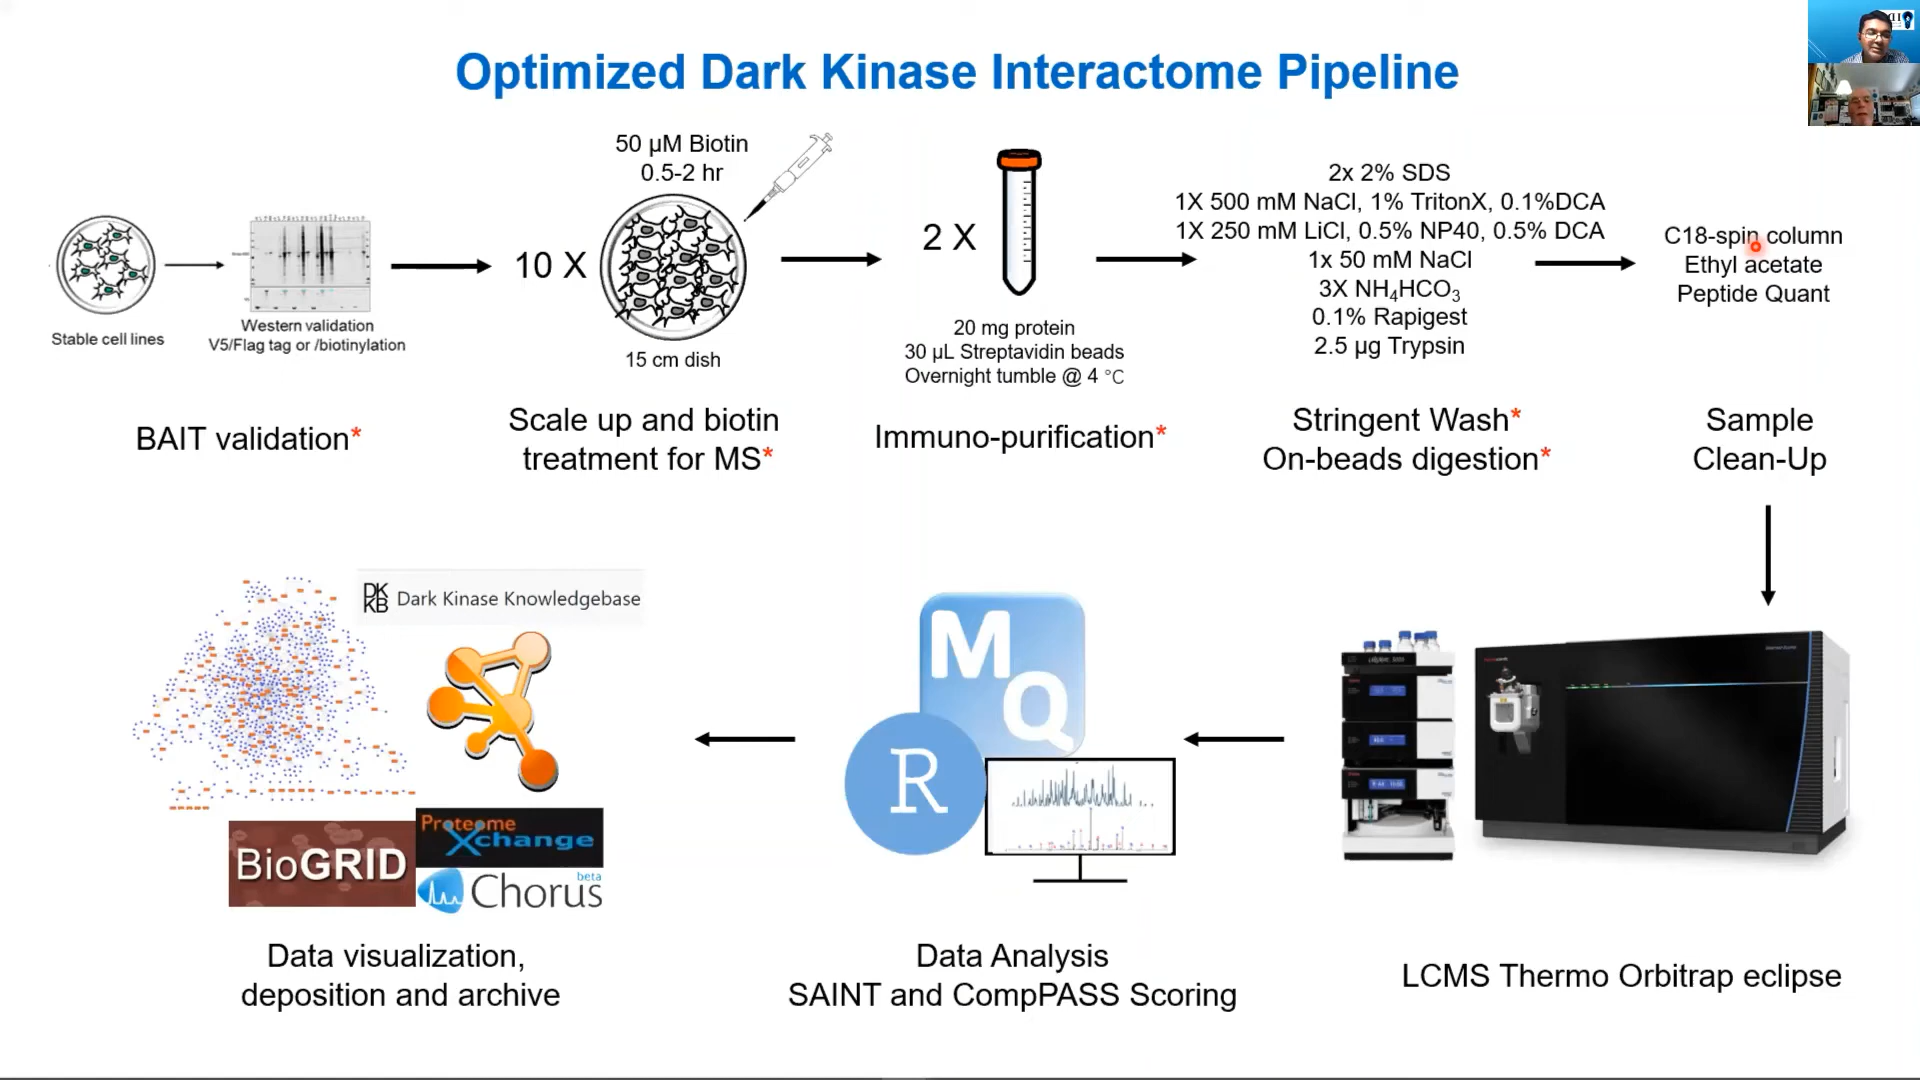 Optimized Dark Kinase Interactome Pipeline
Stable cell lines
Western validation
V5/Flag tag or /biotinylation
BAIT validation*
50 µM Biotin
0.5-2 hr
10 X
15 cm dish
Scale up and biotin
treatment for MS*
2 X
20 mg protein
30 µL Streptavidin beads
Overnight tumble @ 4 °C
Immuno-purification*
2x 2% SDS
1X 500 mM NaCl, 1% TritonX, 0.1%DCA
1X 250 mM LiCl, 0.5% NP40, 0.5% DCA
1x 50 mM NaCl
3X NH₄HCO₃
0.1% Rapigest
2.5 µg Trypsin
Stringent Wash*
On-beads digestion*
C18-spin column
Ethyl acetate
Peptide Quant
Sample
Clean-Up
LCMS Thermo Orbitrap eclipse
MQ
R
Data Analysis
SAINT and CompPASS Scoring
DK
KB
Dark Kinase Knowledgebase
BioGRID
Proteome
Xchange
Chorus beta
Data visualization,
deposition and archive